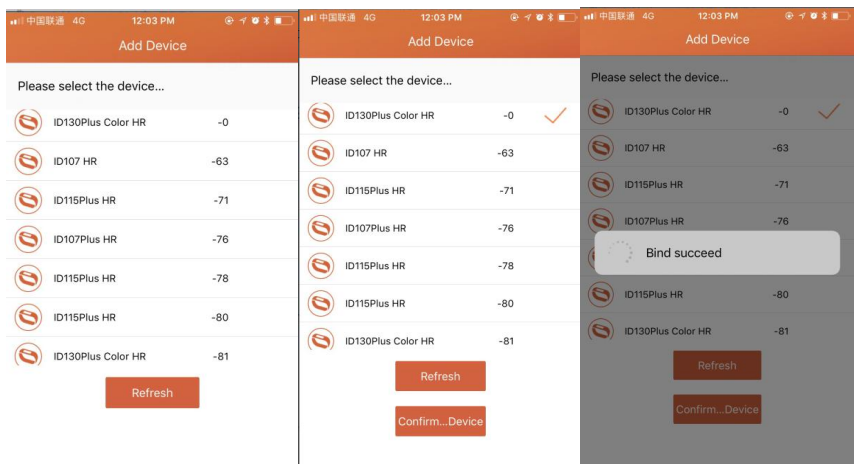 中国联通 4G 12:03 PM
Add Device
Please select the device...
ID130Plus Color HR -0
ID107 HR -63
ID115Plus HR -71
ID107Plus HR -76
ID115Plus HR -78
ID115Plus HR -80
ID130Plus Color HR -81
Refresh
中国联通 4G 12:03 PM
Add Device
Please select the device...
ID130Plus Color HR -0
ID107 HR -63
ID115Plus HR -71
ID107Plus HR -76
ID115Plus HR -78
ID115Plus HR -80
ID130Plus Color HR -81
Refresh
Confirm...Device
中国联通 4G 12:03 PM
Add Device
Please select the device...
ID130Plus Color HR -0
ID107 HR -63
ID115Plus HR -71
ID107Plus HR -76
Bind succeed
ID115Plus HR -80
ID130Plus Color HR -81
Refresh
Confirm...Device